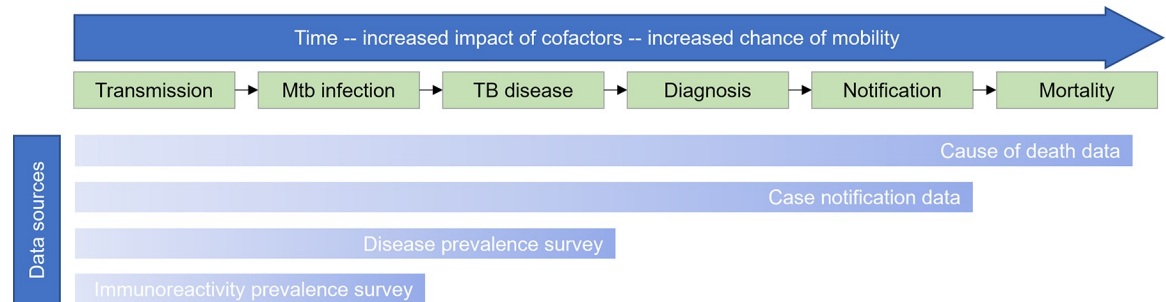 Time -- increased impact of cofactors -- increased chance of mobility
Transmission
Mtb infection
TB disease
Diagnosis
Notification
Mortality
Data sources
Cause of death data
Case notification data
Disease prevalence survey
Immunoreactivity prevalence survey